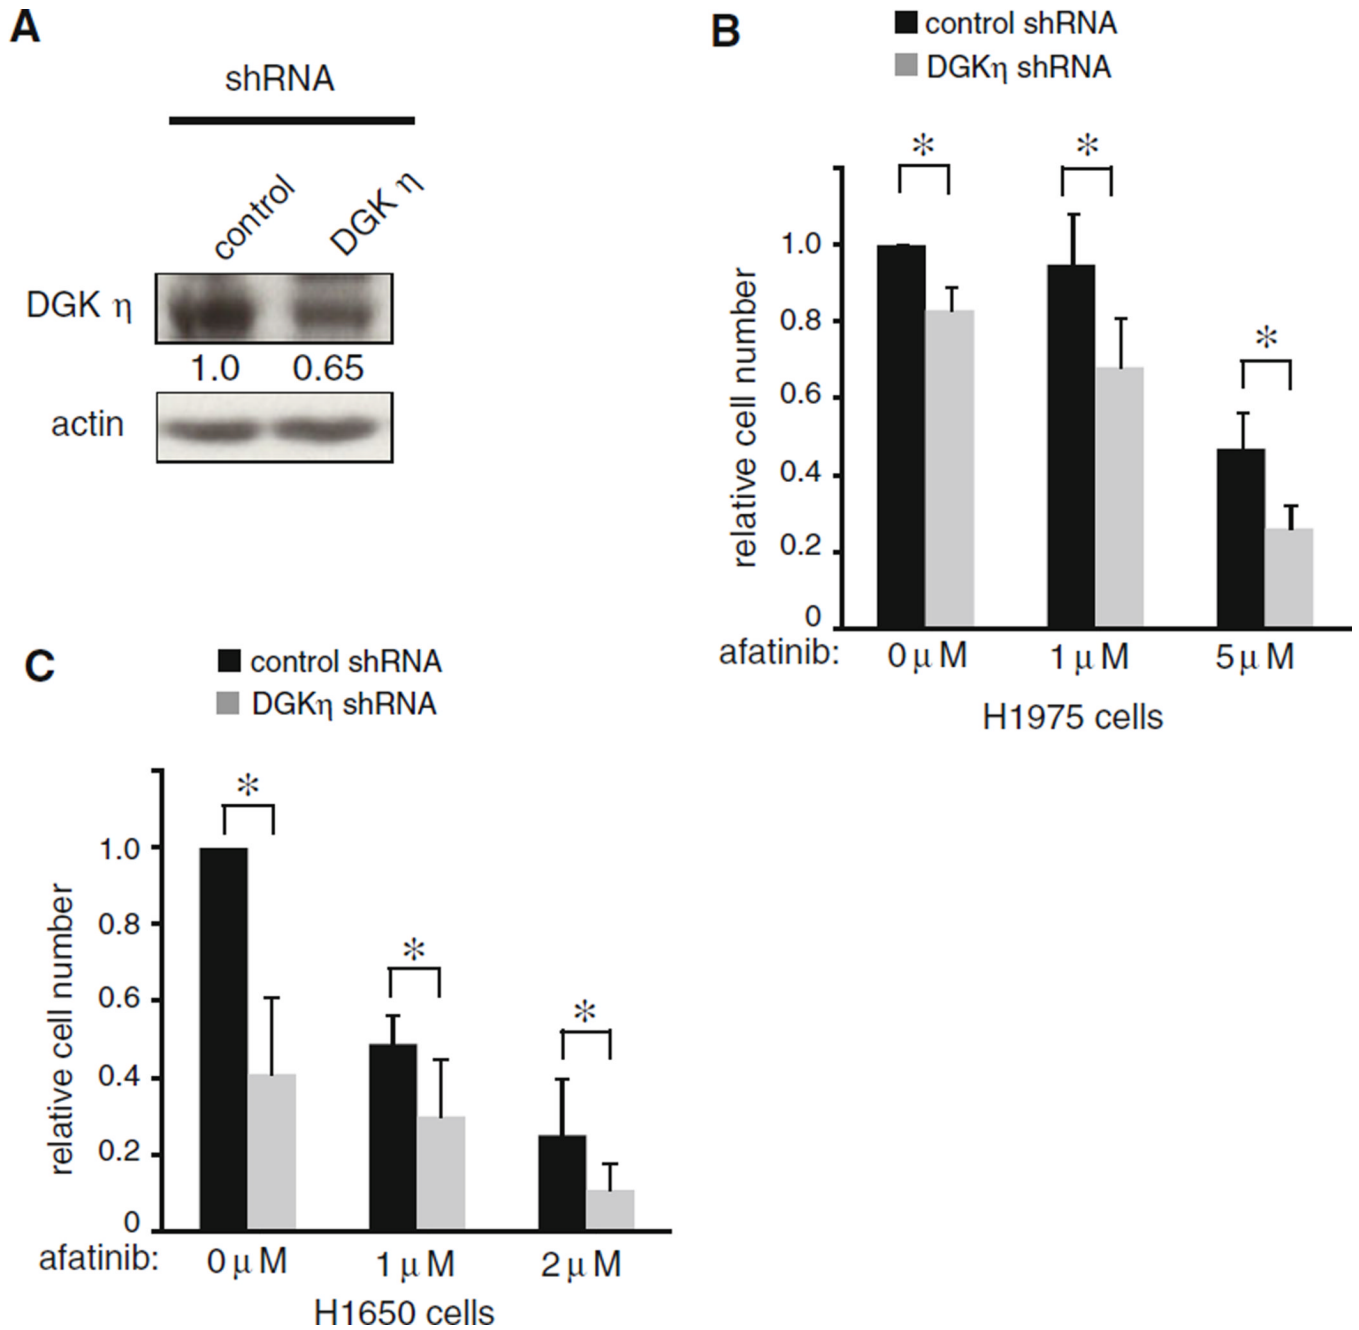 A
shRNA
control
DGK η
DGK η
1.0 0.65
actin
B
control shRNA
DGKη shRNA
* * *
relative cell number
1.0
0.8
0.6
0.4
0.2
0
afatinib: 0 μ M 1 μ M 5 μ M
H1975 cells
C
control shRNA
DGKη shRNA
* * *
relative cell number
1.0
0.8
0.6
0.4
0.2
0
afatinib: 0 μ M 1 μ M 2 μ M
H1650 cells